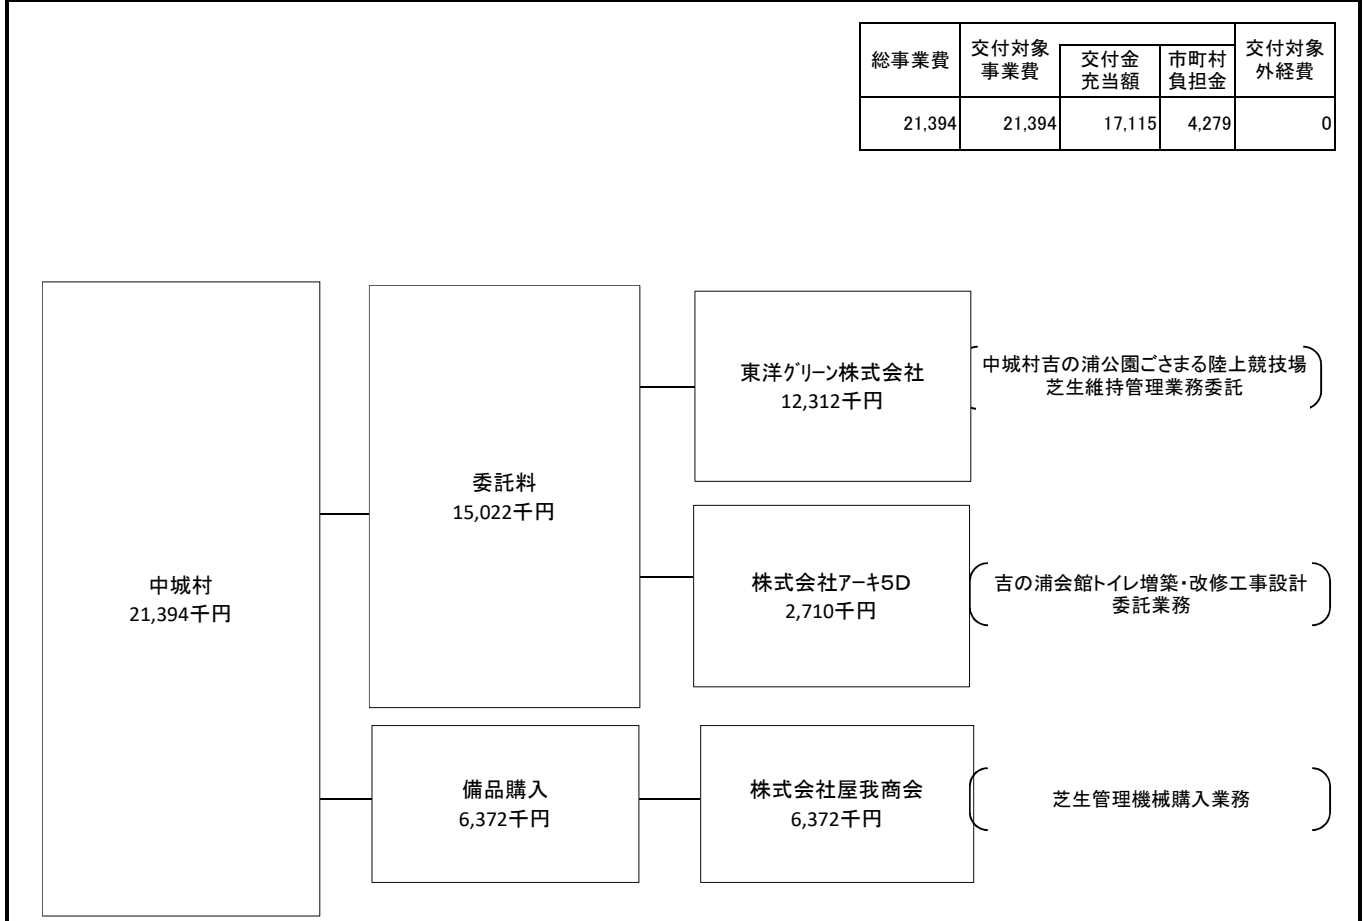 総事業費
交付対象
事業費
交付金
充当額
市町村
負担金
交付対象
外経費
21,394
21,394
17,115
4,279
0
中城村
21,394千円
委託料
15,022千円
東洋ｸﾞﾘｰﾝ株式会社
12,312千円
中城村吉の浦公園ごさまる陸上競技場
芝生維持管理業務委託
株式会社ｱｰｷ5D
2,710千円
吉の浦会館トイレ増築・改修工事設計
委託業務
備品購入
6,372千円
株式会社屋我商会
6,372千円
芝生管理機械購入業務